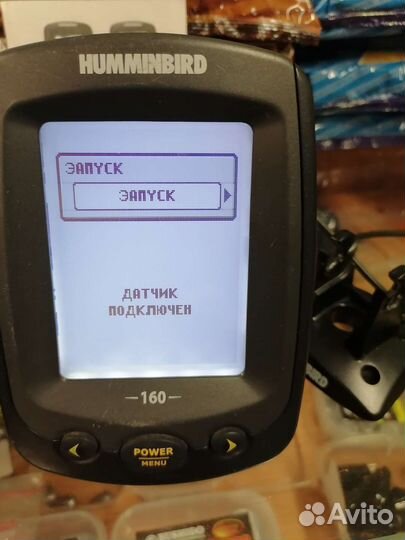 HUMMINBIRD
ЗАПУСК
ЗАПУСК
ДАТЧИК
ПОДКЛЮЧЕН
160
POWER
MENU
Avito